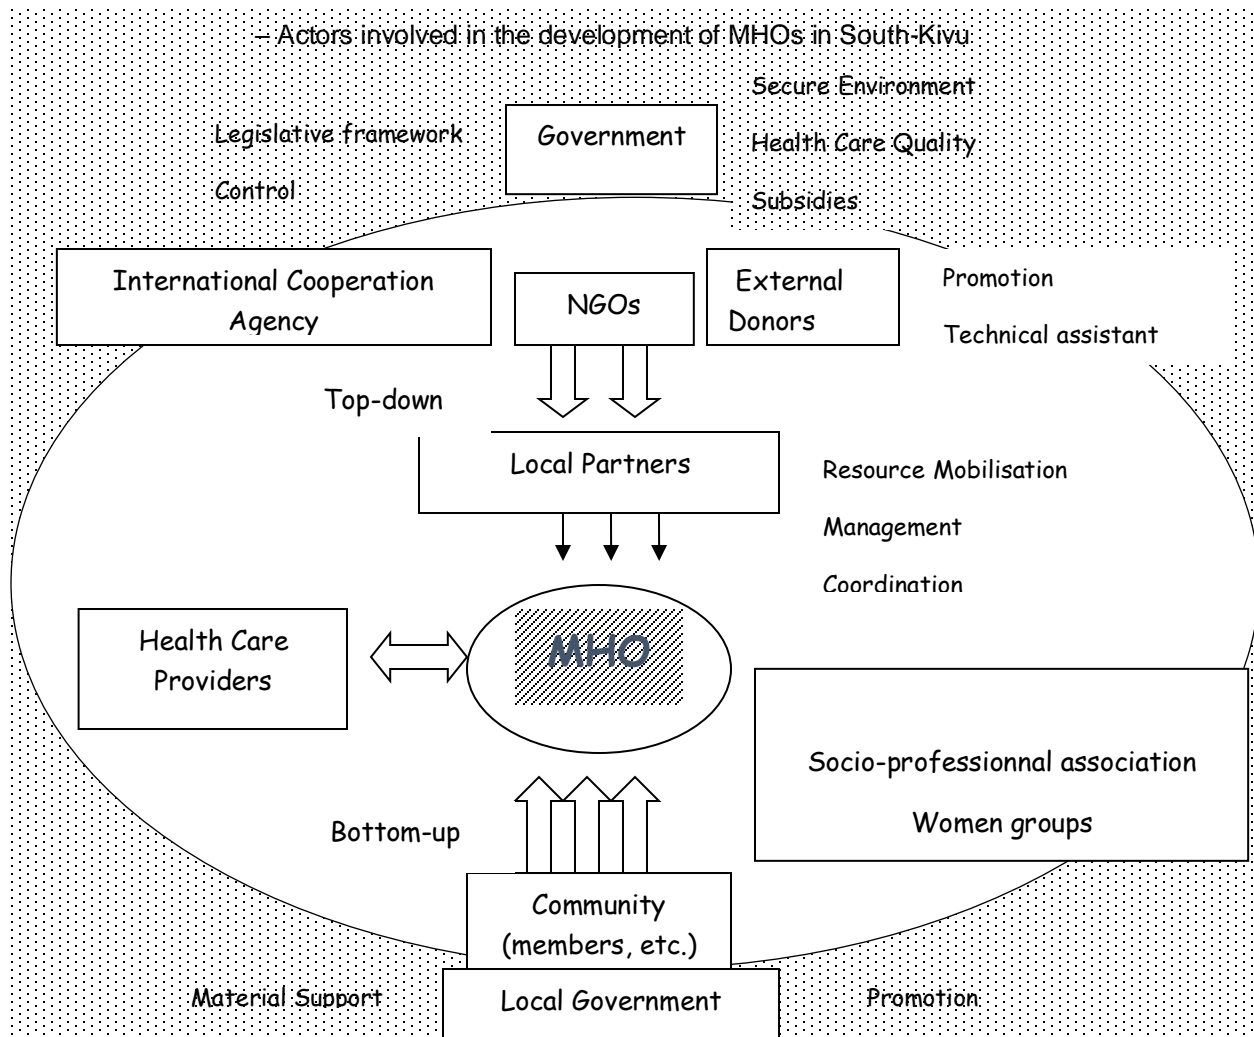 – Actors involved in the development of MHOs in South-Kivu
Secure Environment
Legislative framework
Government
Health Care Quality
Control
Subsidies
International Cooperation
Agency
NGOs
External
Donors
Promotion
Technical assistant
Top-down
Local Partners
Resource Mobilisation
Management
Coordination
Health Care
Providers
MHO
Socio-professionnal association
Women groups
Bottom-up
Community
(members, etc.)
Material Support
Local Government
Promotion